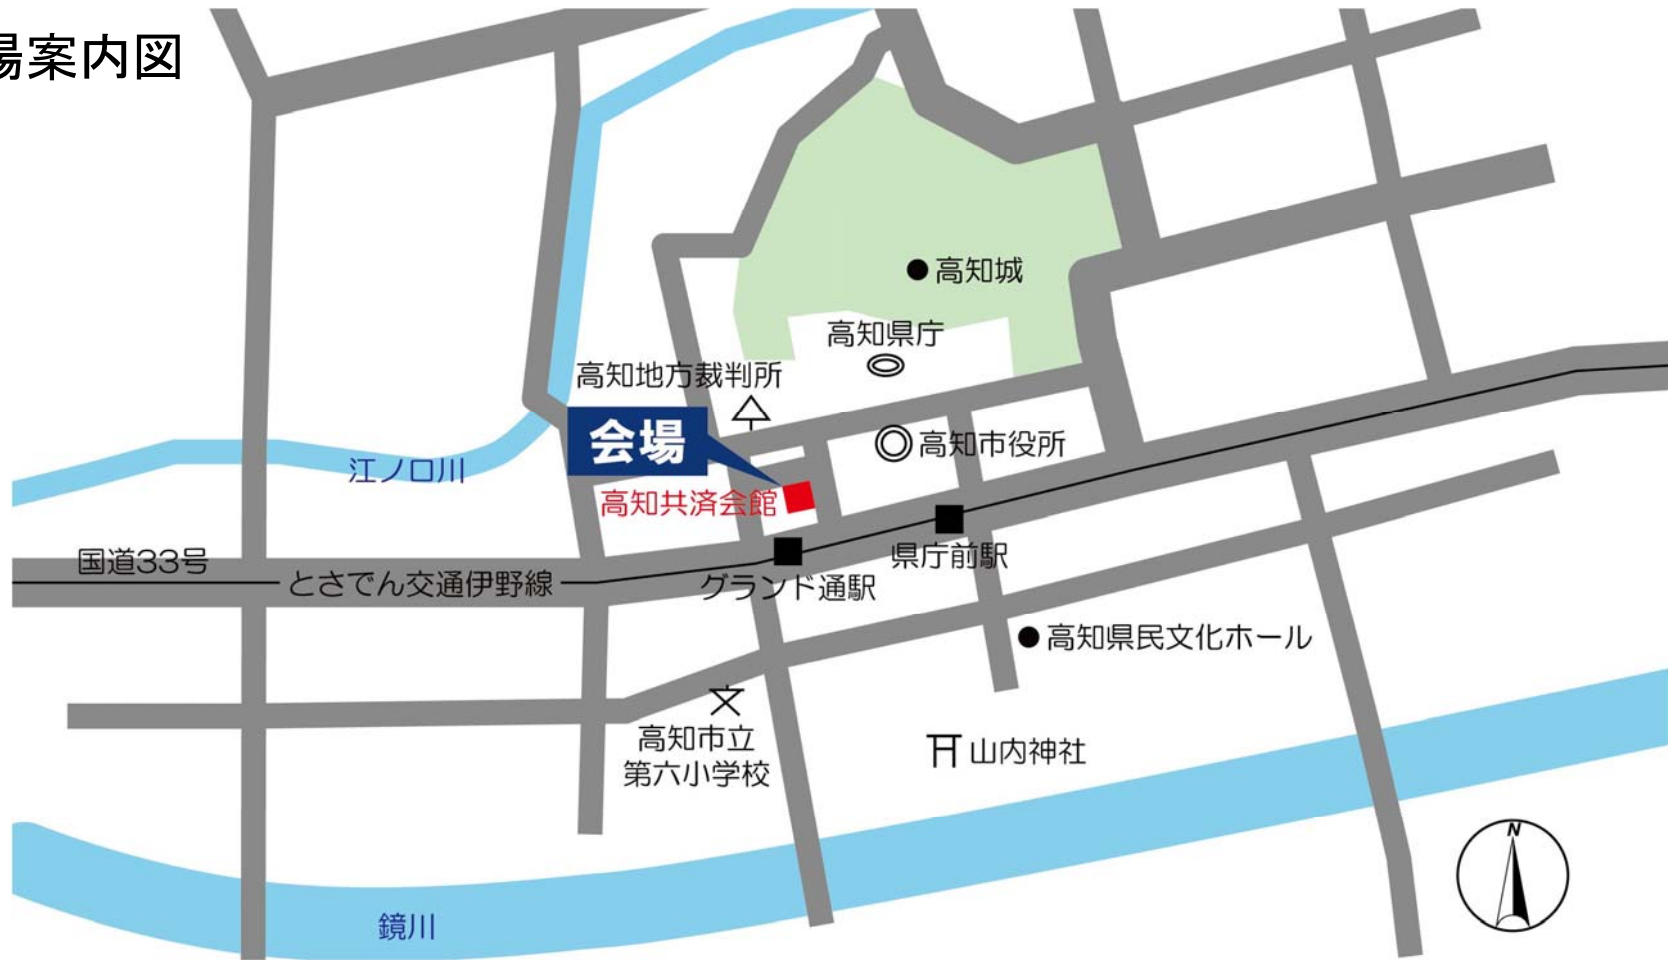 場案内図
高知城
高知県庁
高知地方裁判所
会場
高知市役所
江ノ口川
高知共済会館
国道33号
県庁前駅
とさでん交通伊野線
グランド通駅
高知県民文化ホール
高知市立
第六小学校
山内神社
N
鏡川